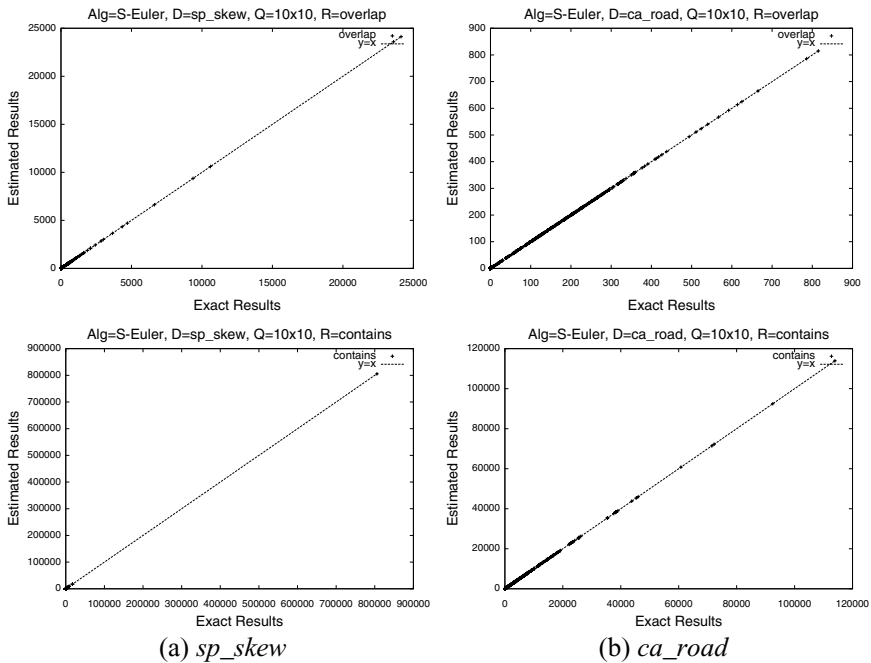 Alg=S-Euler, D=sp_skew, Q=10x10, R=overlap
25000
20000
15000
10000
5000
0
0 5000 10000 15000 20000 25000
Estimated Results
Exact Results
overlap
y=x
Alg=S-Euler, D=ca_road, Q=10x10, R=overlap
900
800
700
600
500
400
300
200
100
0
0 100 200 300 400 500 600 700 800 900
Estimated Results
Exact Results
overlap
y=x
Alg=S-Euler, D=sp_skew, Q=10x10, R=contains
900000
800000
700000
600000
500000
400000
300000
200000
100000
0
0 100000 200000 300000 400000 500000 600000 700000 800000 900000
Estimated Results
Exact Results
contains
y=x
Alg=S-Euler, D=ca_road, Q=10x10, R=contains
120000
100000
80000
60000
40000
20000
0
0 20000 40000 60000 80000 100000 120000
Estimated Results
Exact Results
contains
y=x
(a) sp_skew
(b) ca_road